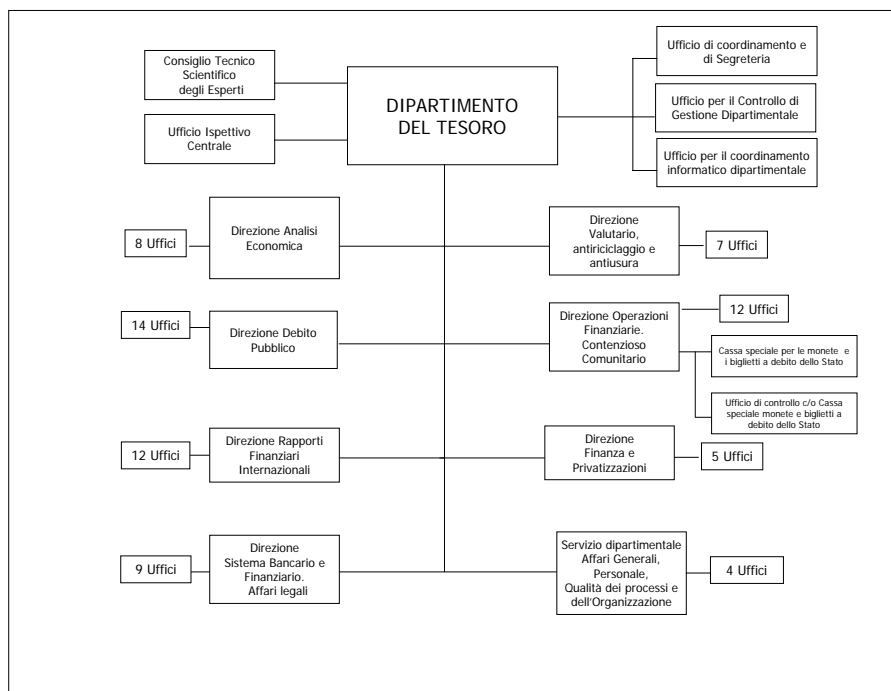 Consiglio Tecnico
Scientifico
degli Esperti
Ufficio Ispettivo
Centrale
DIPARTIMENTO
DEL TESORO
Ufficio di coordinamento e
di Segreteria
Ufficio per il Controllo di
Gestione Dipartimentale
Ufficio per il coordinamento
informatico dipartimentale
8 Uffici
Direzione Analisi
Economica
Direzione
Valutario,
antiriciclaggio e
antiusura
7 Uffici
14 Uffici
Direzione Debito
Pubblico
Direzione Operazioni
Finanziarie.
Contenzioso
Comunitario
12 Uffici
Cassa speciale per le monete e
i biglietti a debito dello Stato
Ufficio di controllo c/o Cassa
speciale monete e biglietti a
debito dello Stato
12 Uffici
Direzione Rapporti
Finanziari
Internazionali
Direzione
Finanza e
Privatizzazioni
5 Uffici
9 Uffici
Direzione
Sistema Bancario e
Finanziario.
Affari legali
Servizio dipartimentale
Affari Generali,
Personale,
Qualità dei processi e
dell'Organizzazione
4 Uffici